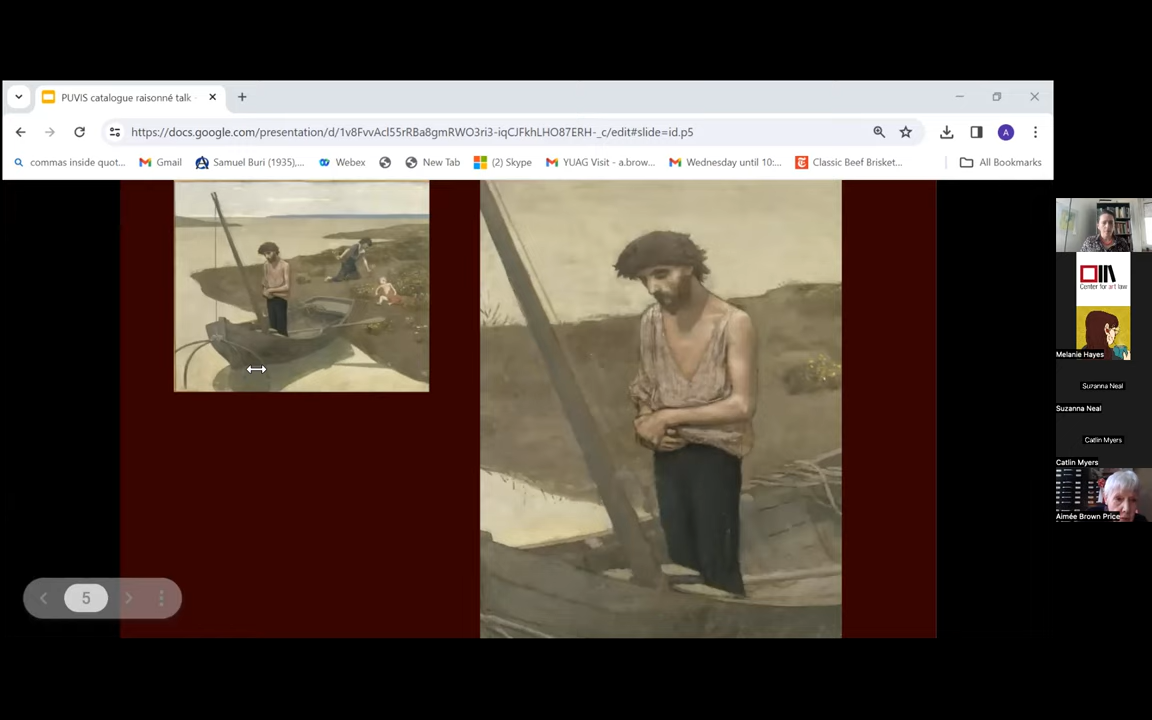 PUVIS catalogue raisonné talk
https://docs.google.com/presentation/d/1v8FvvAcl55rRBa8gmRWO3ri3-iqCJFkhLHO87ERH-_c/edit#slide=id.p5
A
commas inside quot... Gmail Samuel Buri (1935),... Webex New Tab (2) Skype YUAG Visit - a.brow... Wednesday until 10:... Classic Beef Brisket... All Bookmarks
Center for art law
Melanie Hayes
Suzanna Neal
Suzanna Neal
Catlin Myers
Catlin Myers
Aimée Brown Price
5